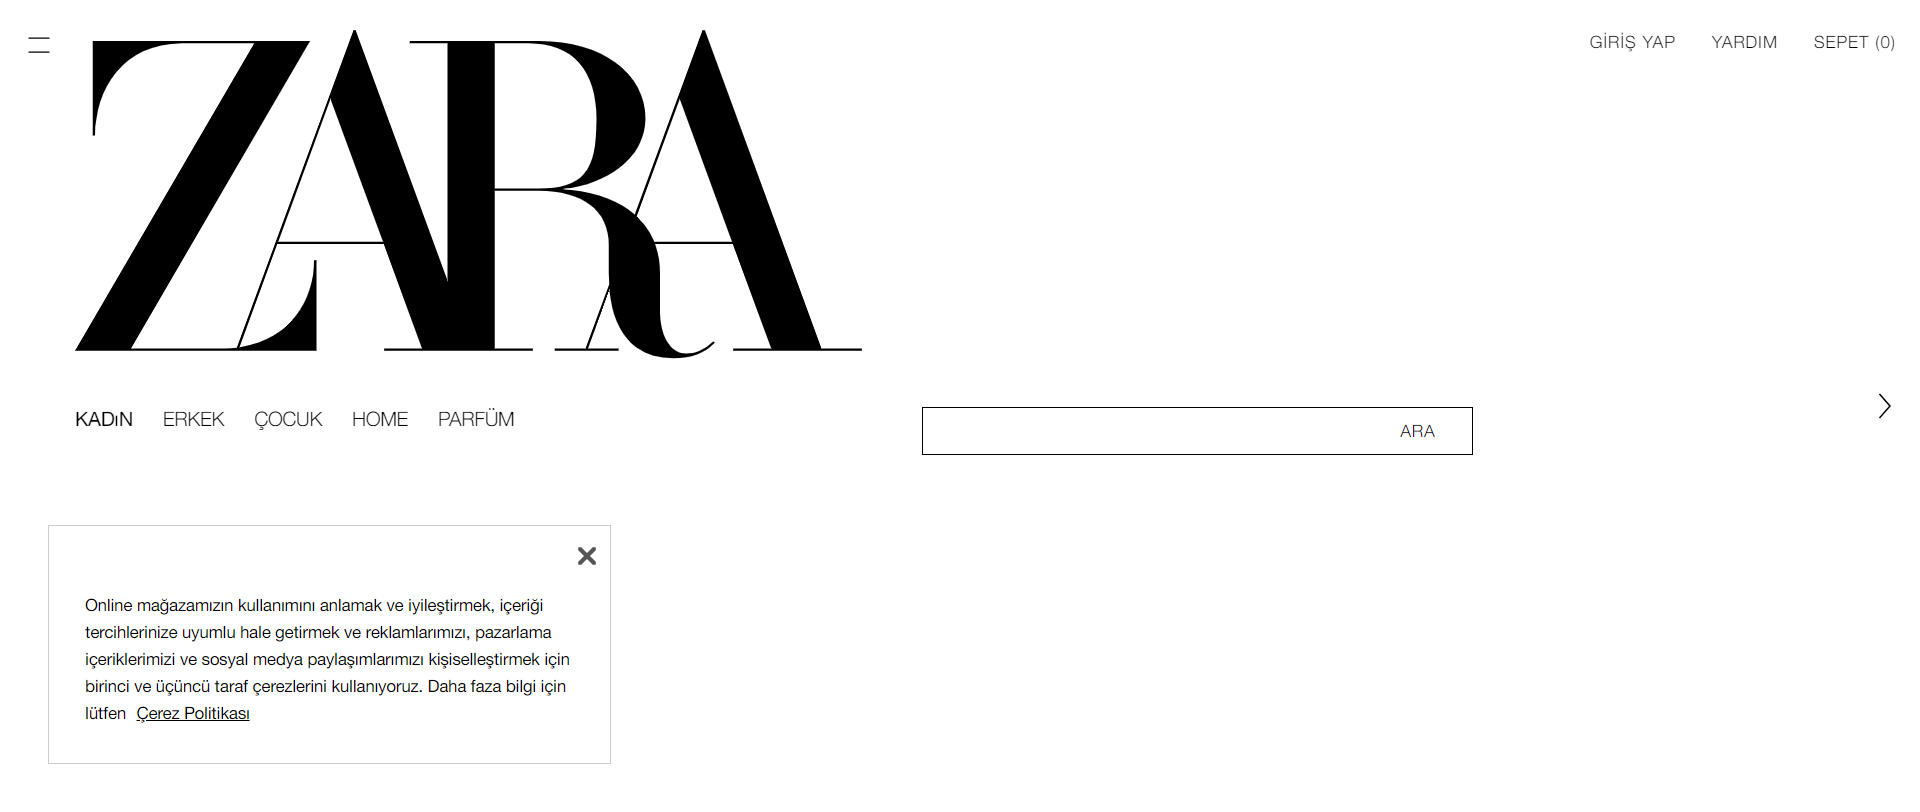 ZARA
GİRİŞ YAP
YARDIM
SEPET (0)
KADıN
ERKEK
ÇOCUK
HOME
PARFÜM
ARA
Online mağazamızın kullanımını anlamak ve iyileştirmek, içeriği
tercihlerinize uyumlu hale getirmek ve reklamlarımızı, pazarlama
içeriklerimizi ve sosyal medya paylaşımlarımızı kişiselleştirmek için
birinci ve üçüncü taraf çerezlerini kullanıyoruz. Daha faza bilgi için
lütfen Çerez Politikası